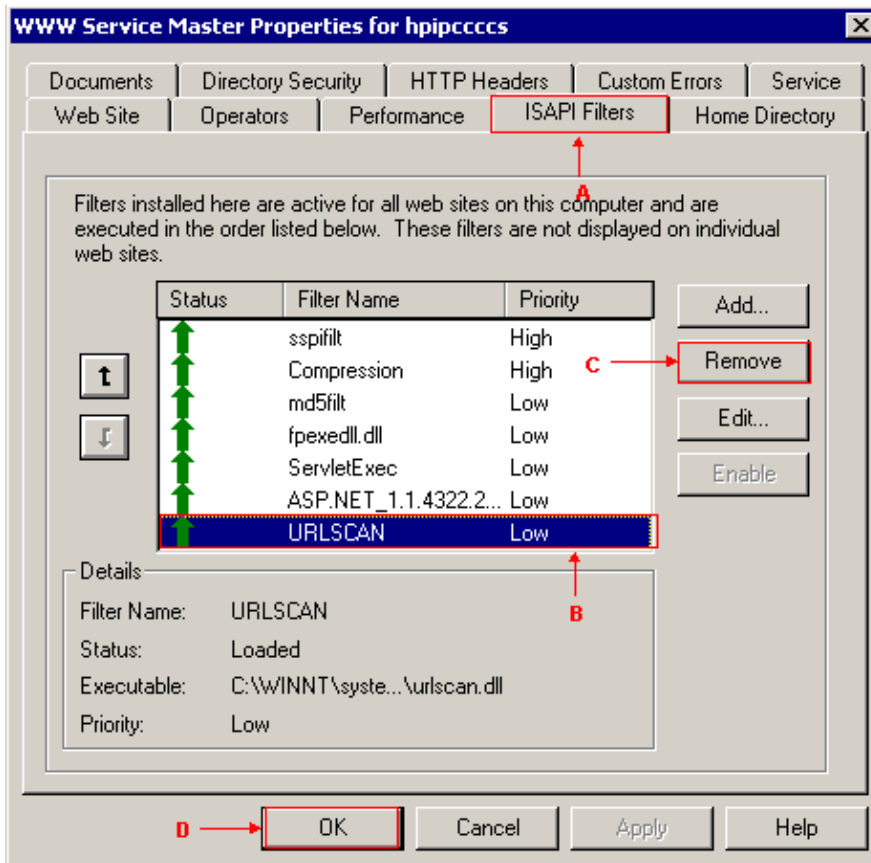 WWW Service Master Properties for hpipccccs
Documents Directory Security HTTP Headers Custom Errors Service
Web Site Operators Performance ISAPI Filters Home Directory
A
Filters installed here are active for all web sites on this computer and are
executed in the order listed below. These filters are not displayed on individual
web sites.
Status Filter Name Priority
sspifilt High
Compression High
md5filt Low
fpexedll.dll Low
ServletExec Low
ASP.NET_1.1.4322.2... Low
URLSCAN Low
Add...
C Remove
Edit...
Enable
B
Details
Filter Name: URLSCAN
Status: Loaded
Executable: C:\WINNT\syste...\urlscan.dll
Priority: Low
D OK Cancel Apply Help